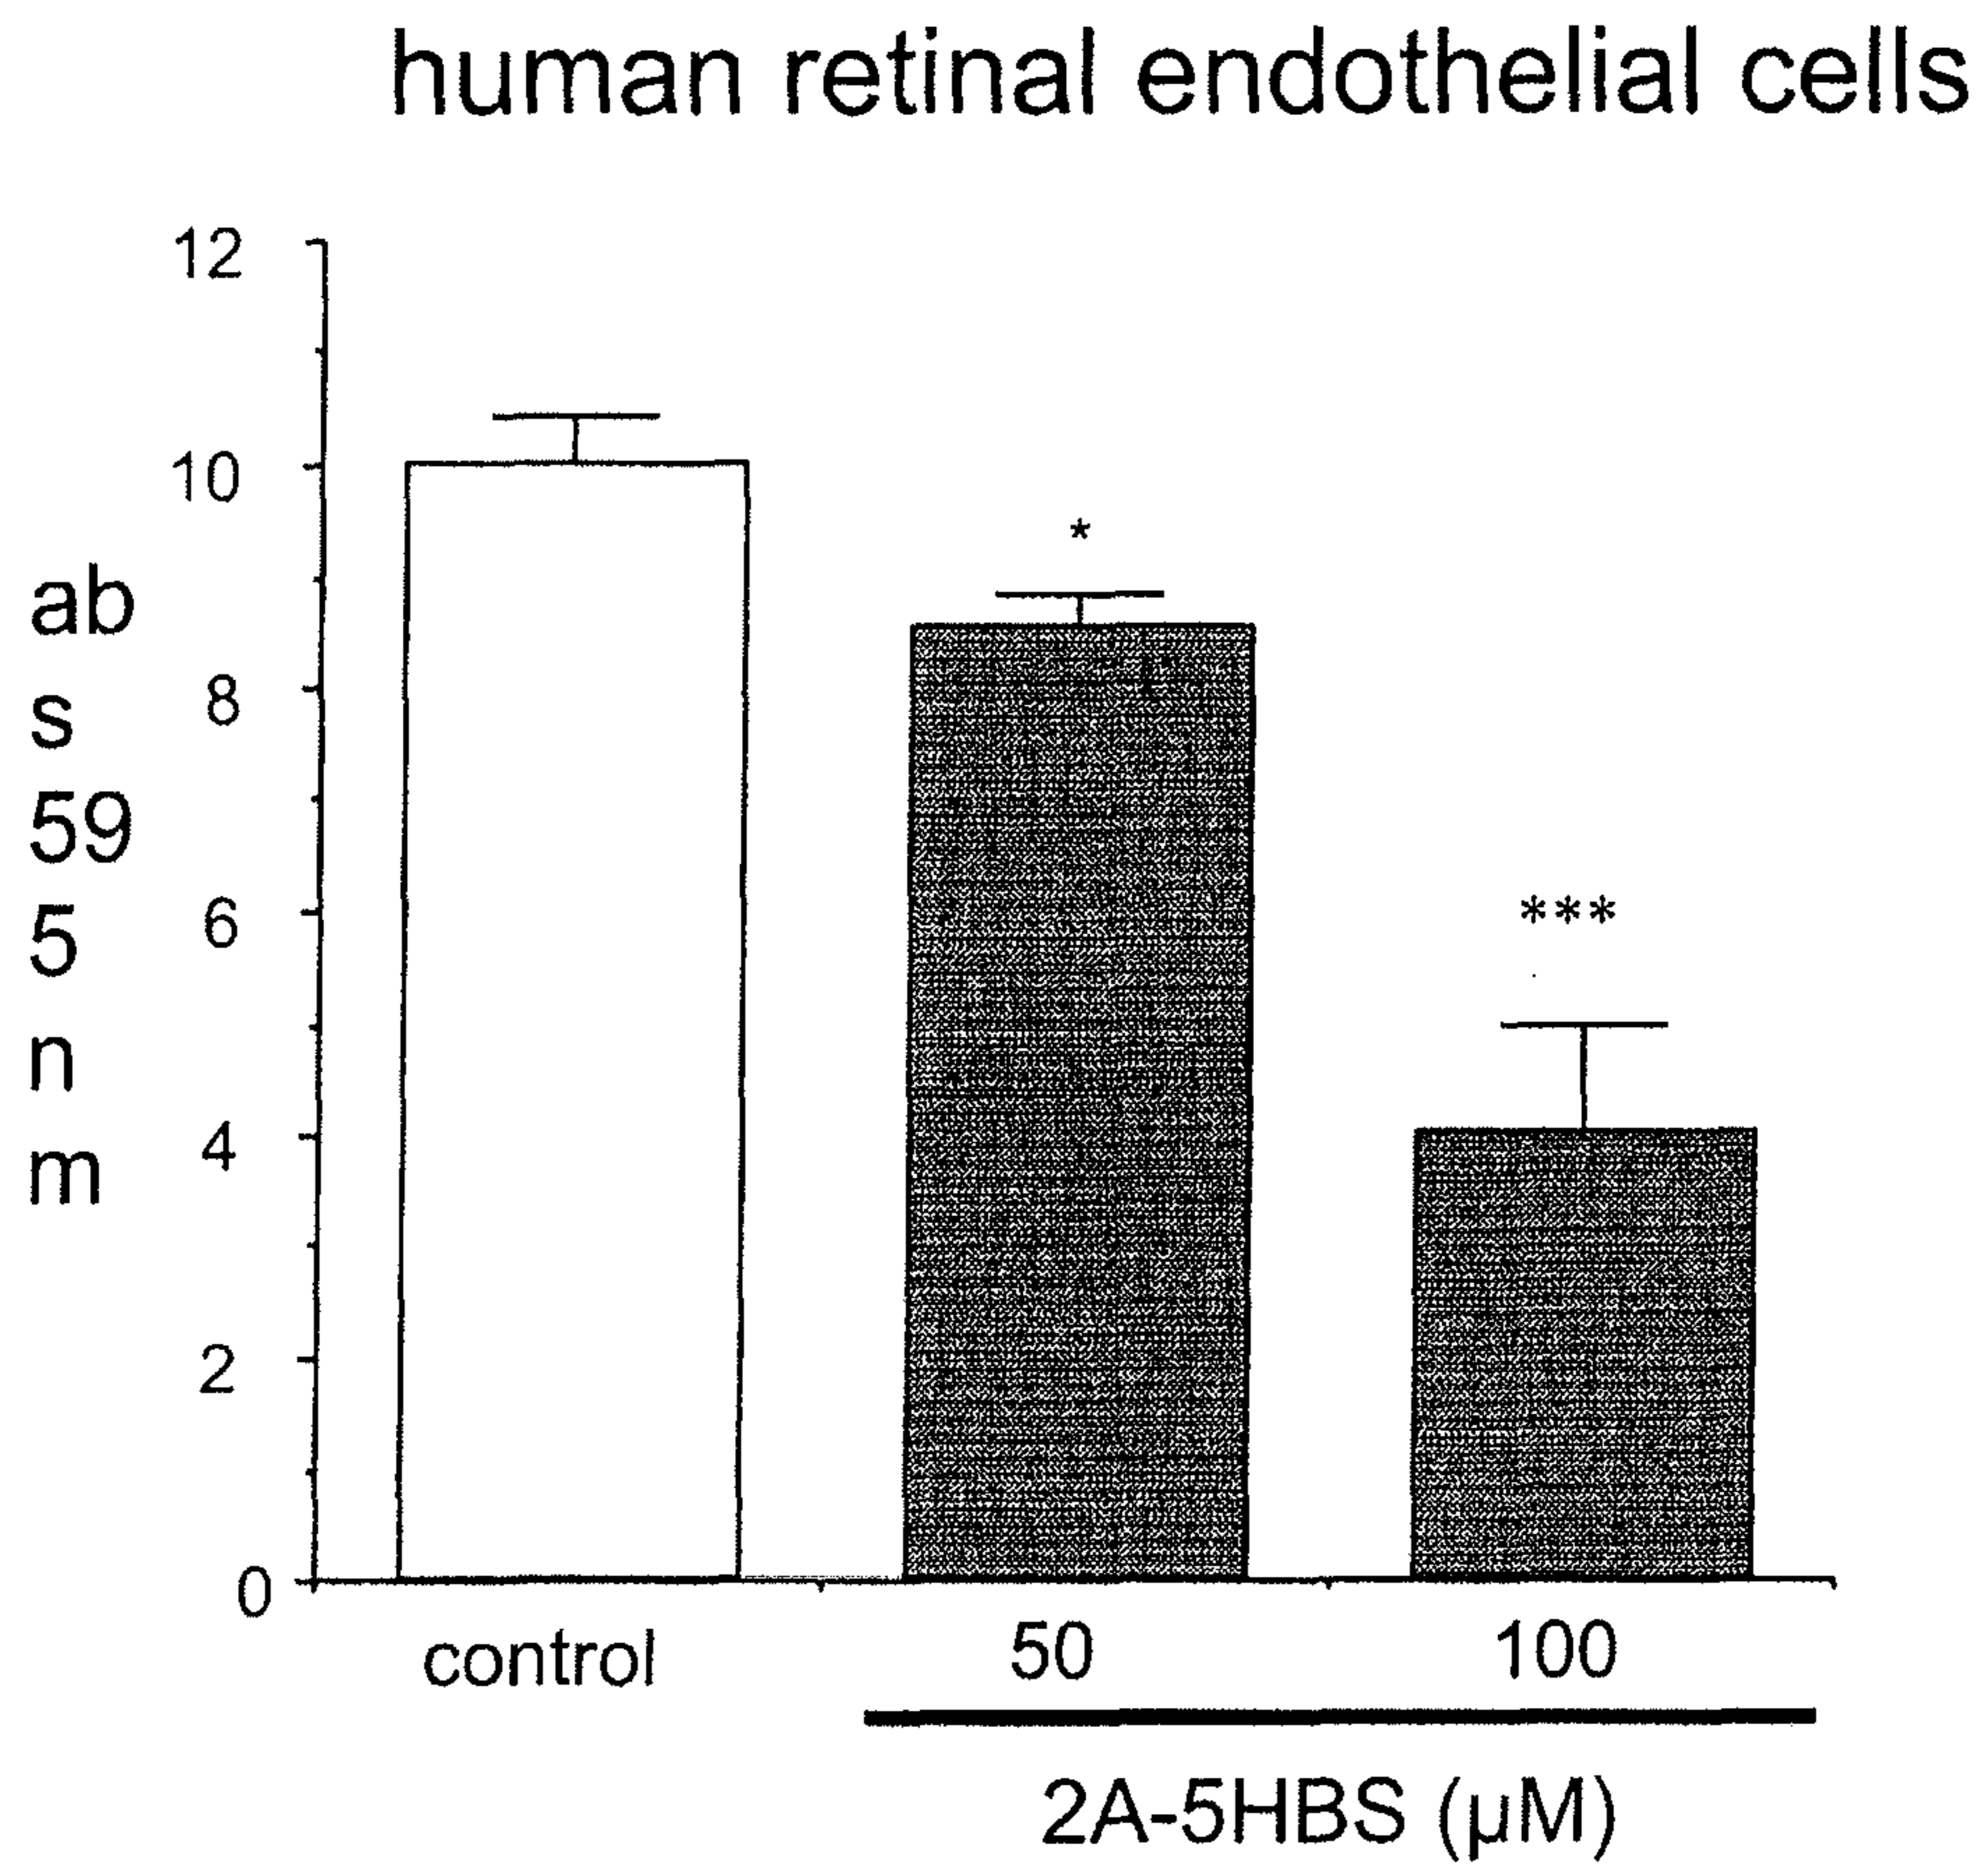 human retinal endothelial cells
12
10
8
6
4
2
0
ab
s
59
5
n
m
*
***
control 50 100
2A-5HBS (µM)